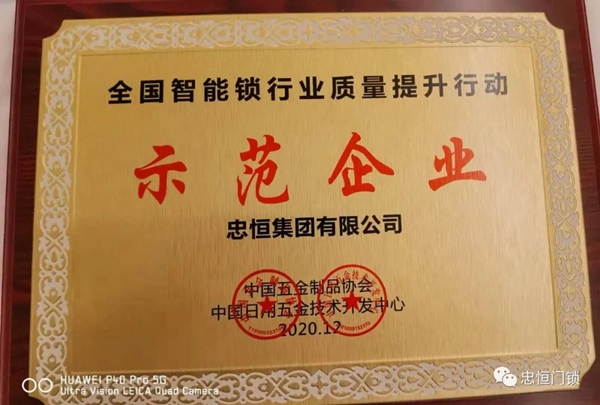 全国智能锁行业质量提升行动
示范企业
忠恒集团有限公司
中国五金制品协会
中国日用五金技术开发中心
2020.12
HUAWEI P40 Pro 5G
Ultra Vision LEICA Quad Camera
忠恒门锁